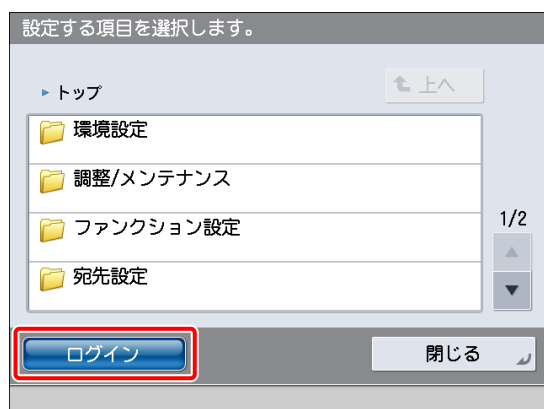 設定する項目を選択します。
トップ
上へ
環境設定
調整/メンテナンス
ファンクション設定
宛先設定
1/2
ログイン
閉じる